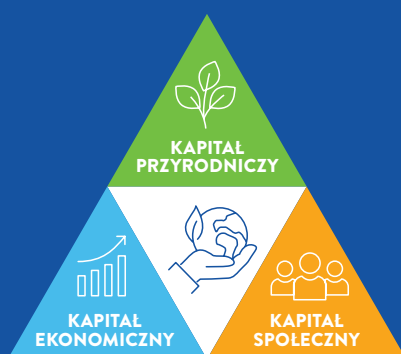 KAPITAŁ
PRZYRODNICZY
KAPITAŁ
EKONOMICZNY
KAPITAŁ
SPOŁECZNY